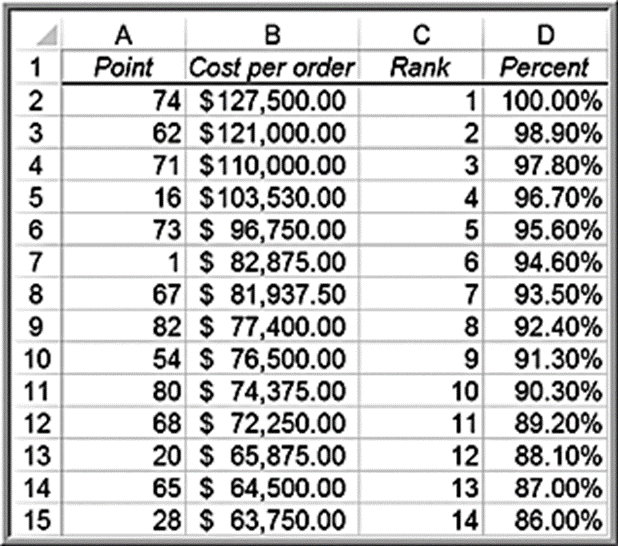 A B C D
1 Point Cost per order Rank Percent
2 74 $127,500.00 1 100.00%
3 62 $121,000.00 2 98.90%
4 71 $110,000.00 3 97.80%
5 16 $103,530.00 4 96.70%
6 73 $ 96,750.00 5 95.60%
7 1 $ 82,875.00 6 94.60%
8 67 $ 81,937.50 7 93.50%
9 82 $ 77,400.00 8 92.40%
10 54 $ 76,500.00 9 91.30%
11 80 $ 74,375.00 10 90.30%
12 68 $ 72,250.00 11 89.20%
13 20 $ 65,875.00 12 88.10%
14 65 $ 64,500.00 13 87.00%
15 28 $ 63,750.00 14 86.00%